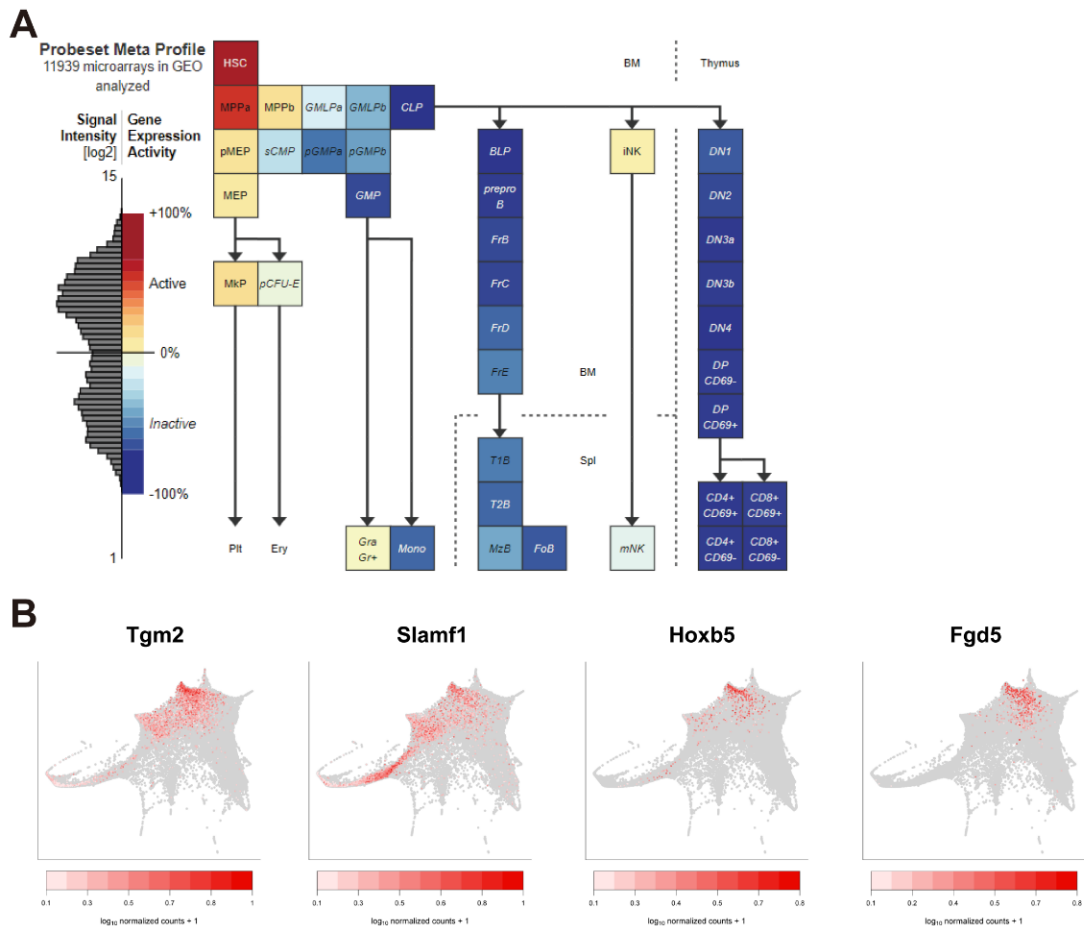 A
Probeset Meta Profile
11939 microarrays in GEO
analyzed
Signal
Intensity
[log2]
Gene
Expression
Activity
15
+100%
Active
0%
Inactive
-100%
1
HSC
BM
Thymus
MPPa
MPPb
GMLPa
GMLPb
CLP
pMEP
sCMP
pGMPa
pGMPb
BLP
iNK
DN1
MEP
GMP
prepro
B
DN2
FrB
DN3a
MkP
pCFU-E
FrC
DN3b
FrD
DN4
FrE
BM
DP
CD69-
DP
CD69+
T1B
Spl
T2B
CD4+
CD69+
CD8+
CD69+
Plt
Ery
Gra
Gr+
Mono
MzB
FoB
mNK
CD4+
CD69-
CD8+
CD69-
B
Tgm2
Slamf1
Hoxb5
Fgd5
0.1 0.3 0.5 0.7 0.8 1
log10 normalized counts + 1
0.1 0.3 0.5 0.6 0.8 1
log10 normalized counts + 1
0.1 0.2 0.4 0.5 0.7 0.8
log10 normalized counts + 1
0.1 0.2 0.4 0.5 0.7 0.8
log10 normalized counts + 1